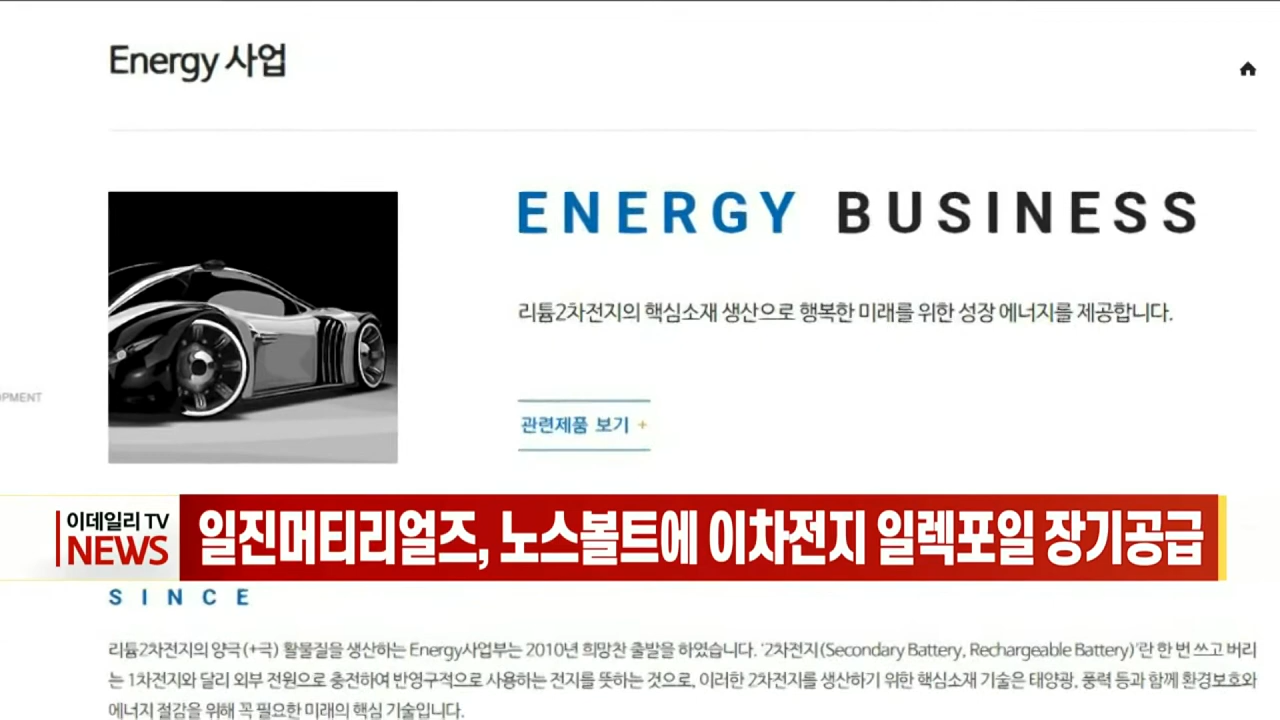 Energy 사업
ENERGY BUSINESS
리튬2차전지의 핵심소재 생산으로 행복한 미래를 위한 성장 에너지를 제공합니다.
OPMENT
관련제품 보기 +
이데일리 TV
NEWS
일진머티리얼즈, 노스볼트에 이차전지 일렉포일 장기공급
SINCE
리튬2차전지의 양극(+극) 활물질을 생산하는 Energy사업부는 2010년 희망찬 출발을 하였습니다. '2차전지(Secondary Battery, Rechargeable Battery)'란 한 번 쓰고 버리
는 1차전지와 달리 외부 전원으로 충전하여 반영구적으로 사용하는 전지를 뜻하는 것으로, 이러한 2차전지를 생산하기 위한 핵심소재 기술은 태양광, 풍력 등과 함께 환경보호와
에너지 절감을 위해 꼭 필요한 미래의 핵심 기술입니다.